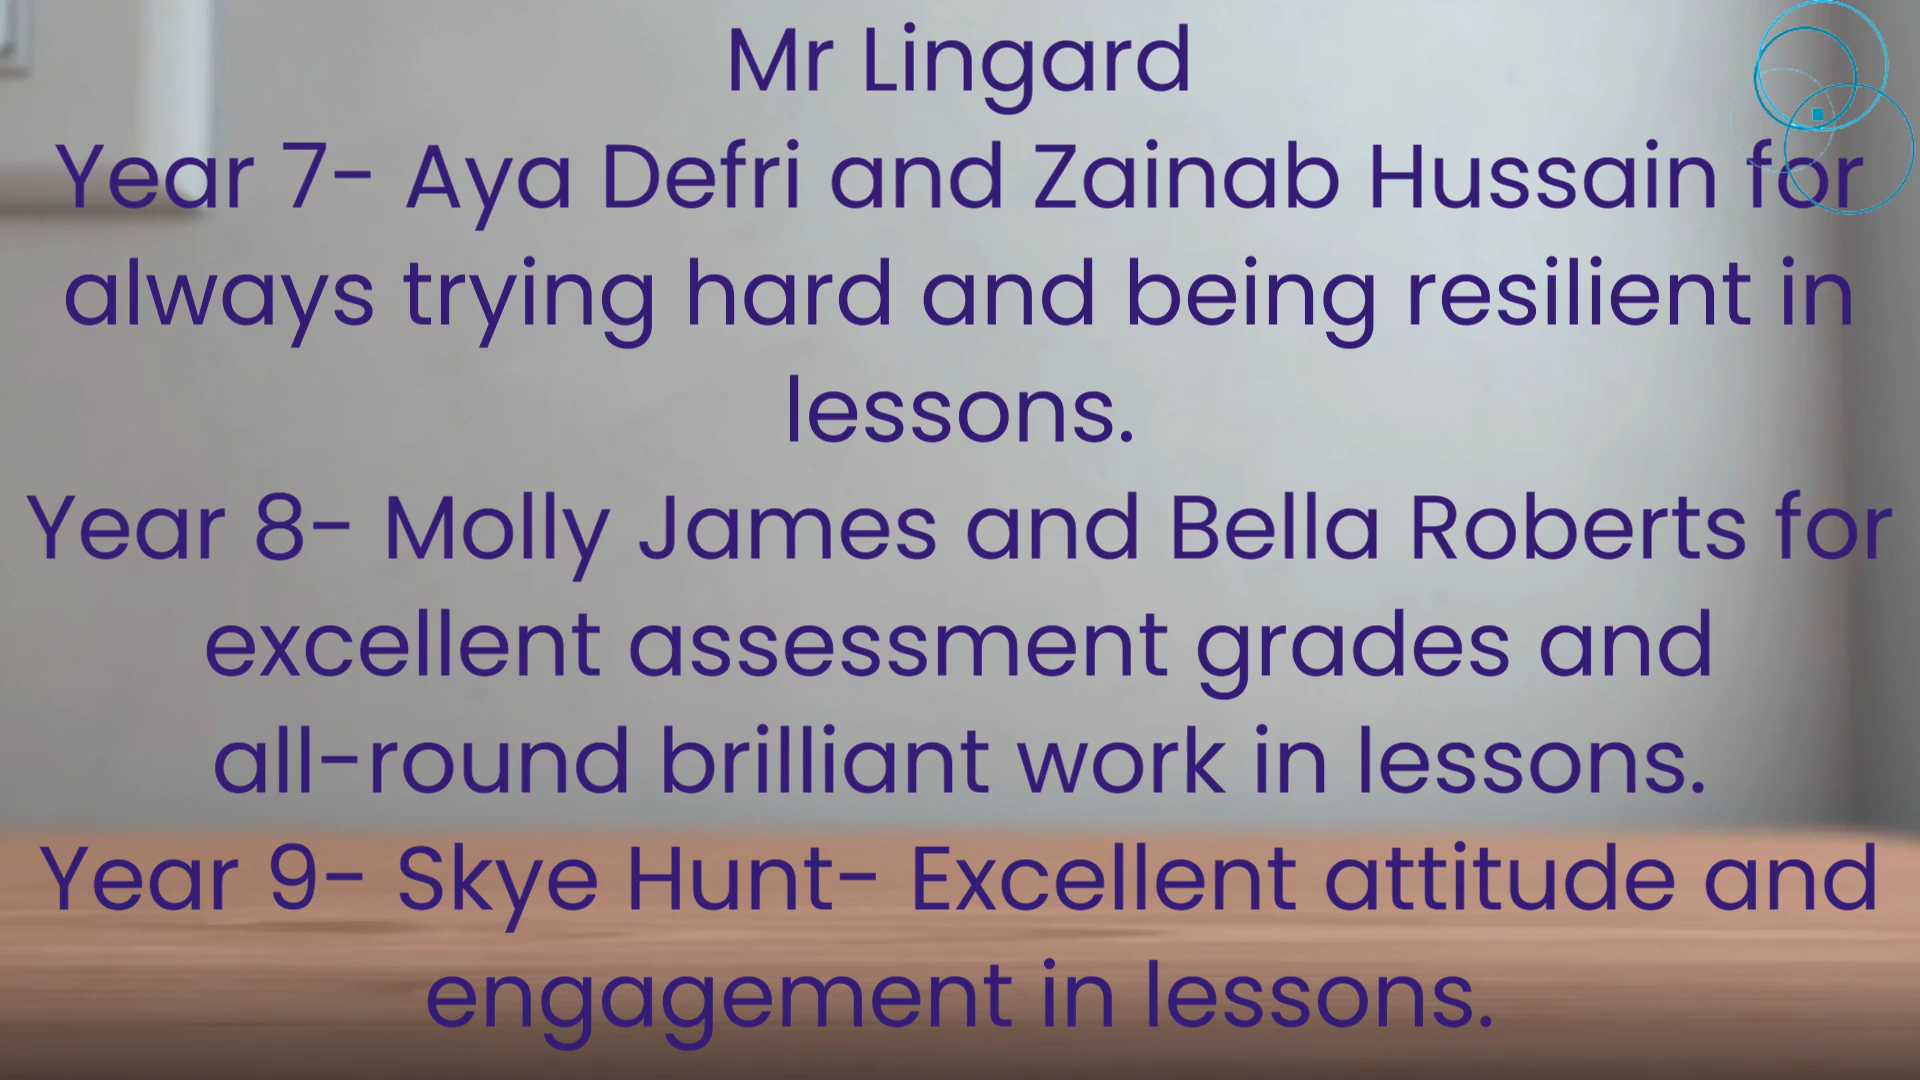 Mr Lingard
Year 7- Aya Defri and Zainab Hussain for
always trying hard and being resilient in
lessons.
Year 8- Molly James and Bella Roberts for
excellent assessment grades and
all-round brilliant work in lessons.
Year 9- Skye Hunt- Excellent attitude and
engagement in lessons.